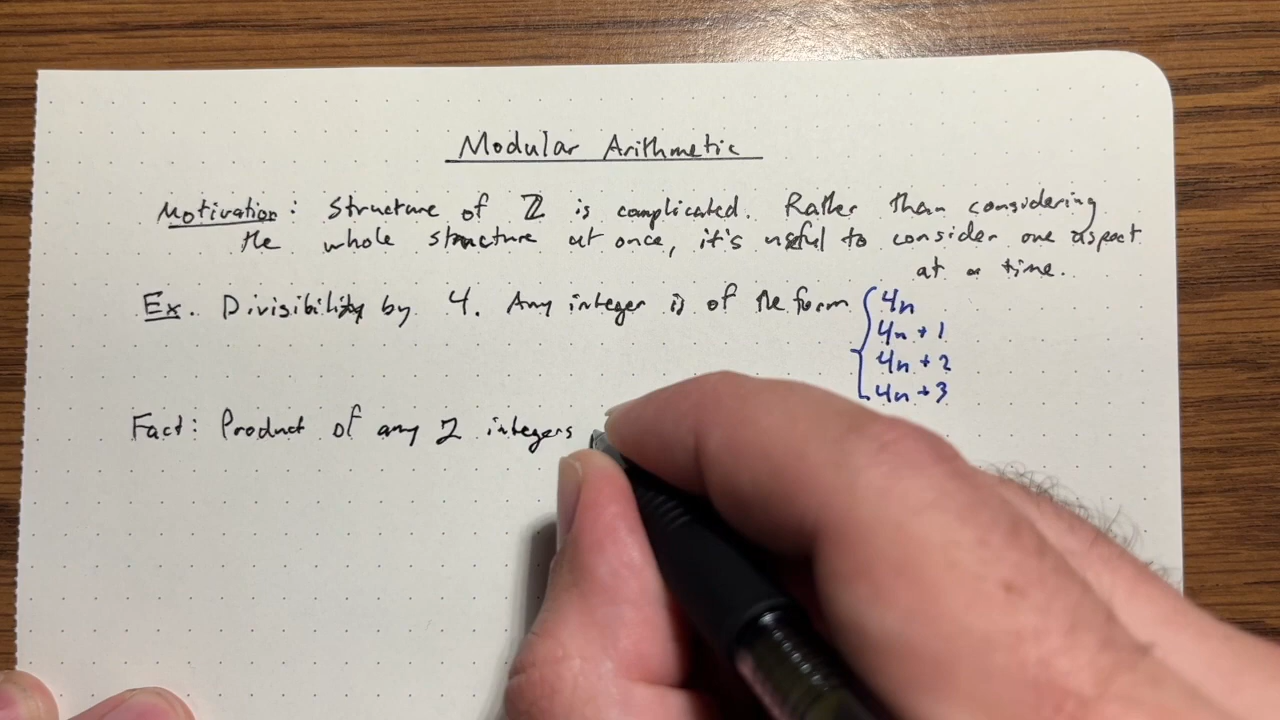 Modular Arithmetic
Motivation: Structure of ℤ is complicated. Rather than considering
the whole structure at once, it's useful to consider one aspect
at a time.
Ex. Divisibility by 4. Any integer is of the form { 4n
4n + 1
4n + 2
4n + 3
Fact: Product of any 2 integers